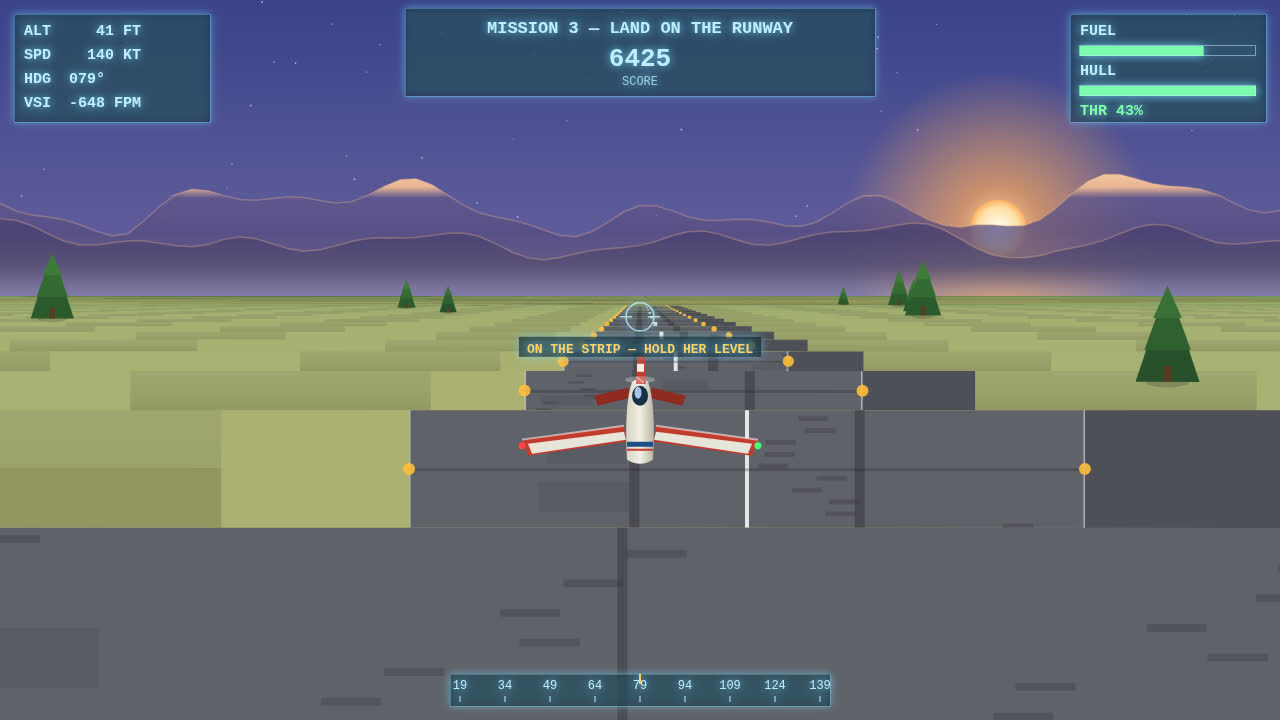 ALT 41 FT
SPD 140 KT
HDG 079°
VSI -648 FPM
MISSION 3 — LAND ON THE RUNWAY
6425
SCORE
FUEL
HULL
THR 43%
ON THE STRIP — HOLD HER LEVEL
19 34 49 64 79 94 109 124 139